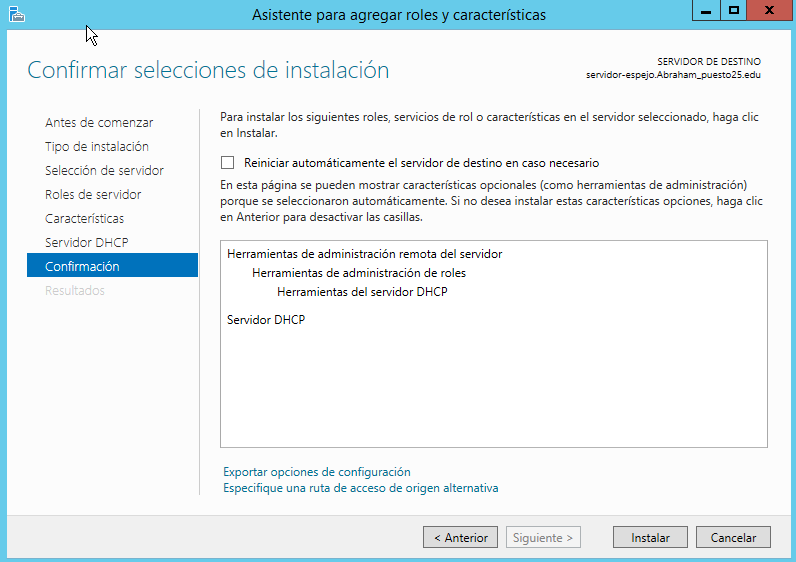 Asistente para agregar roles y características
Confirmar selecciones de instalación
SERVIDOR DE DESTINO
servidor-espejo.Abraham_puesto25.edu
Antes de comenzar
Tipo de instalación
Selección de servidor
Roles de servidor
Características
Servidor DHCP
Confirmación
Resultados
Para instalar los siguientes roles, servicios de rol o características en el servidor seleccionado, haga clic
en Instalar.
Reiniciar automáticamente el servidor de destino en caso necesario
En esta página se pueden mostrar características opcionales (como herramientas de administración)
porque se seleccionaron automáticamente. Si no desea instalar estas características opciones, haga clic
en Anterior para desactivar las casillas.
Herramientas de administración remota del servidor
Herramientas de administración de roles
Herramientas del servidor DHCP
Servidor DHCP
Exportar opciones de configuración
Especifique una ruta de acceso de origen alternativa
< Anterior
Siguiente >
Instalar
Cancelar